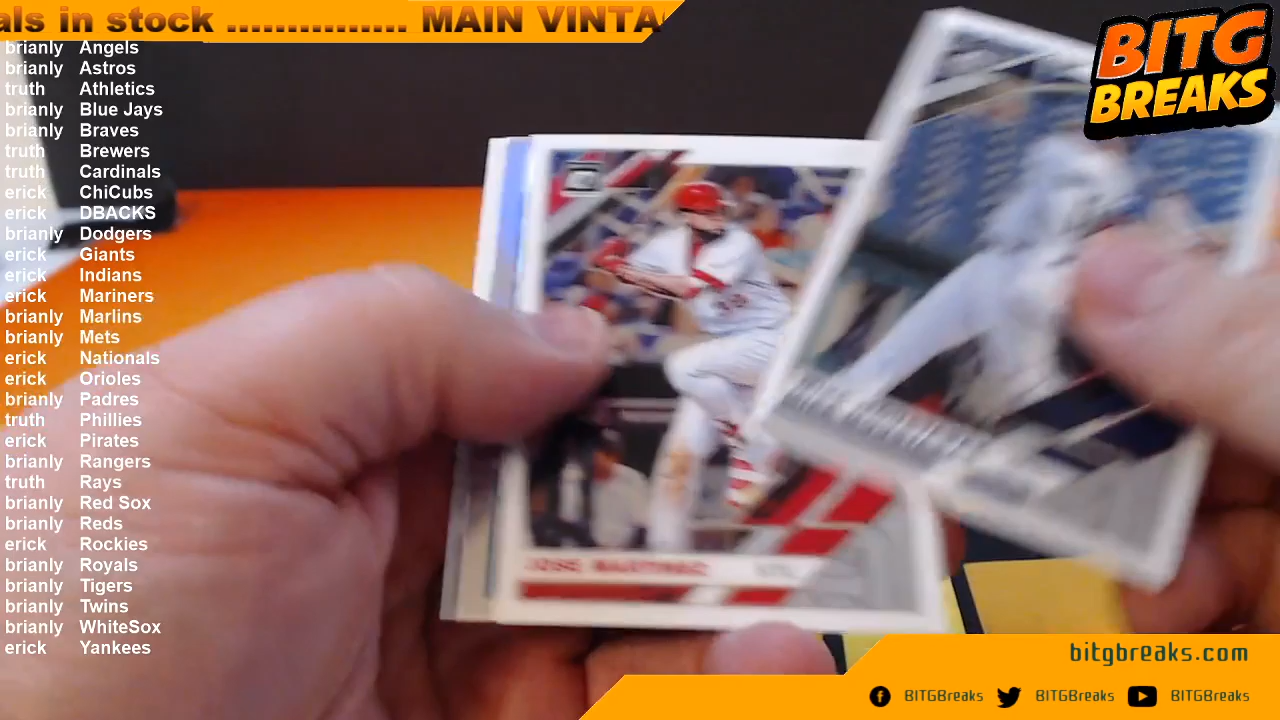 als in stock .............. MAIN VINTA
BITG
BREAKS
brianly Angels
brianly Astros
truth Athletics
brianly Blue Jays
brianly Braves
truth Brewers
truth Cardinals
erick ChiCubs
erick DBACKS
brianly Dodgers
erick Giants
erick Indians
erick Mariners
brianly Marlins
brianly Mets
erick Nationals
erick Orioles
brianly Padres
truth Phillies
erick Pirates
brianly Rangers
truth Rays
brianly Red Sox
brianly Reds
erick Rockies
brianly Royals
brianly Tigers
brianly Twins
brianly WhiteSox
erick Yankees
JOSE MARTINEZ STL
bitgbreaks.com
BITGBreaks BITGBreaks BITGBreaks